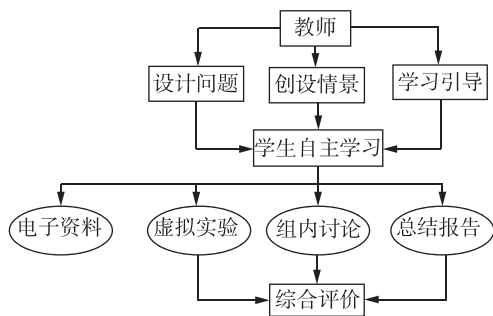 教师
设计问题
创设情景
学习引导
学生自主学习
电子资料
虚拟实验
组内讨论
总结报告
综合评价